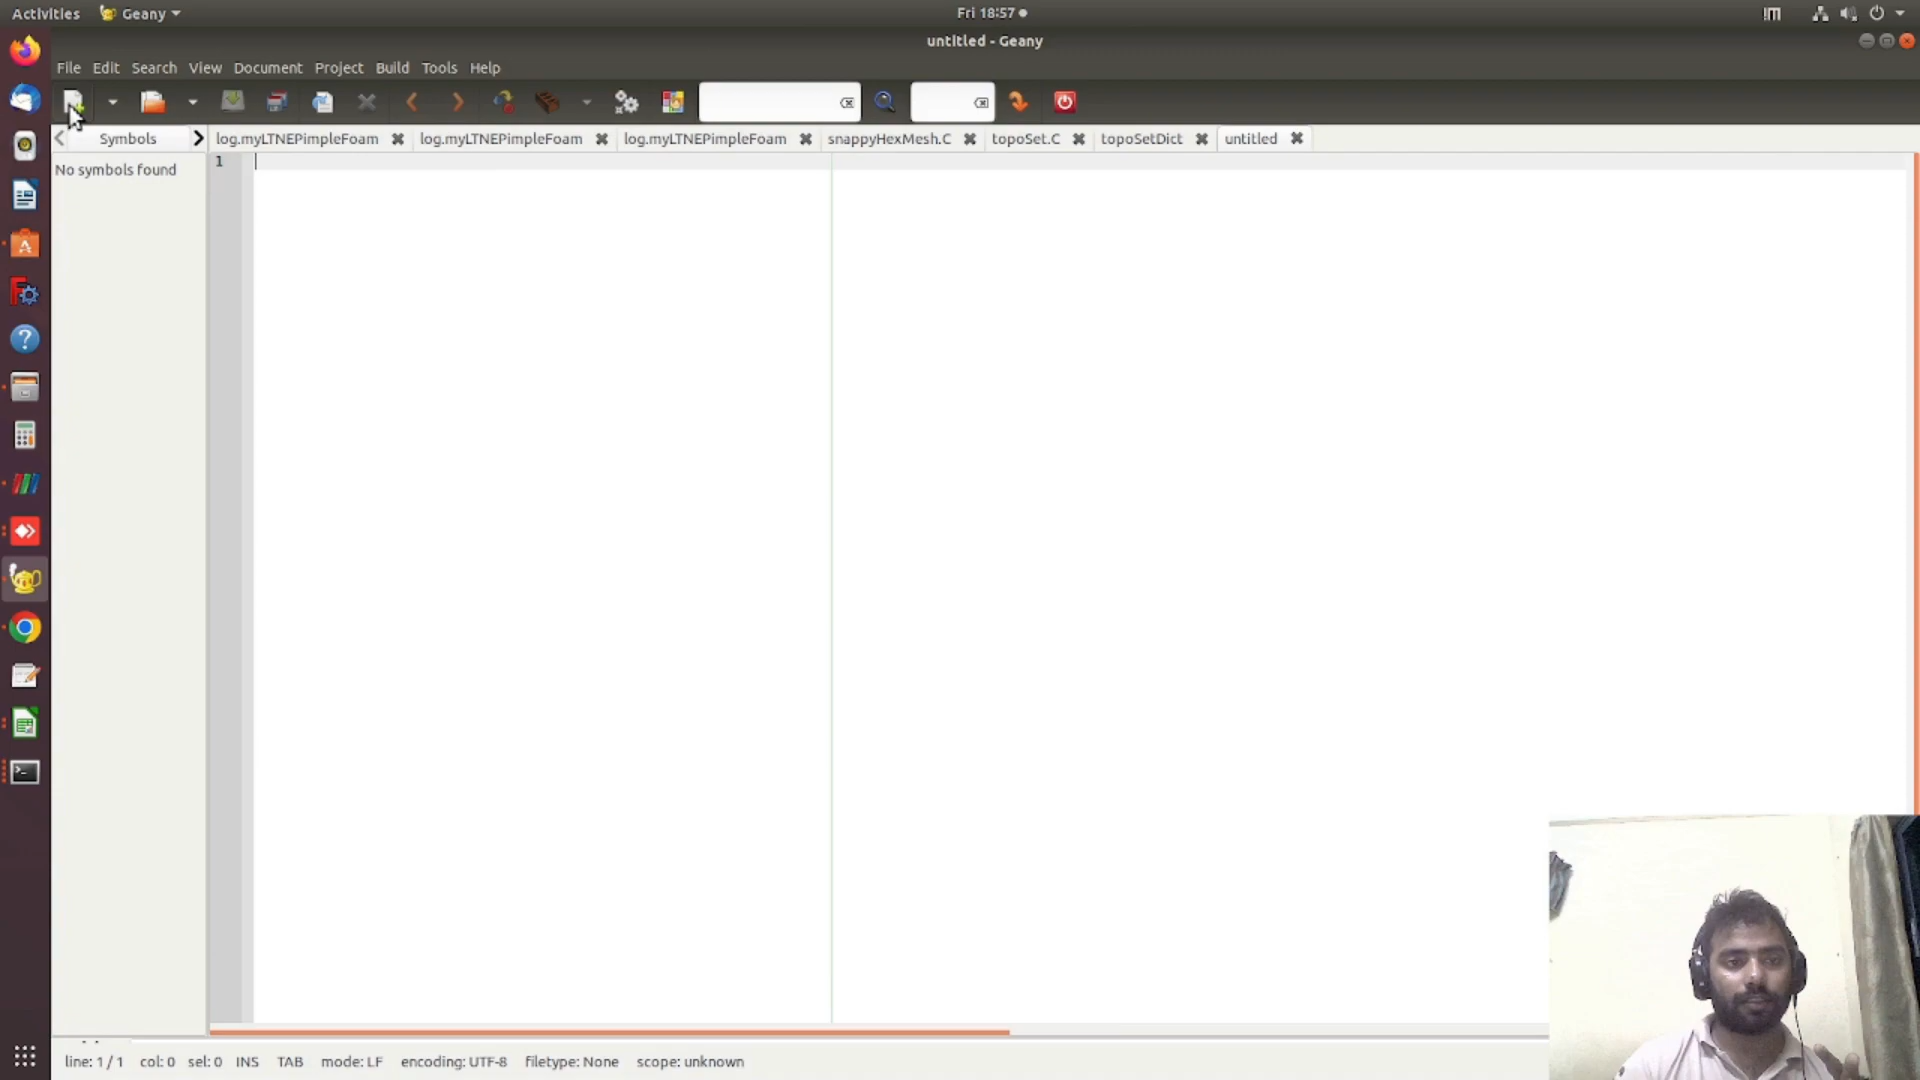 Activities Geany Fri 18:57
untitled - Geany
File Edit Search View Document Project Build Tools Help
Symbols log.myLTNEPimpleFoam log.myLTNEPimpleFoam log.myLTNEPimpleFoam snappyHexMesh.C topoSet.C topoSetDict untitled
No symbols found 1
line: 1 / 1 col: 0 sel: 0 INS TAB mode: LF encoding: UTF-8 filetype: None scope: unknown